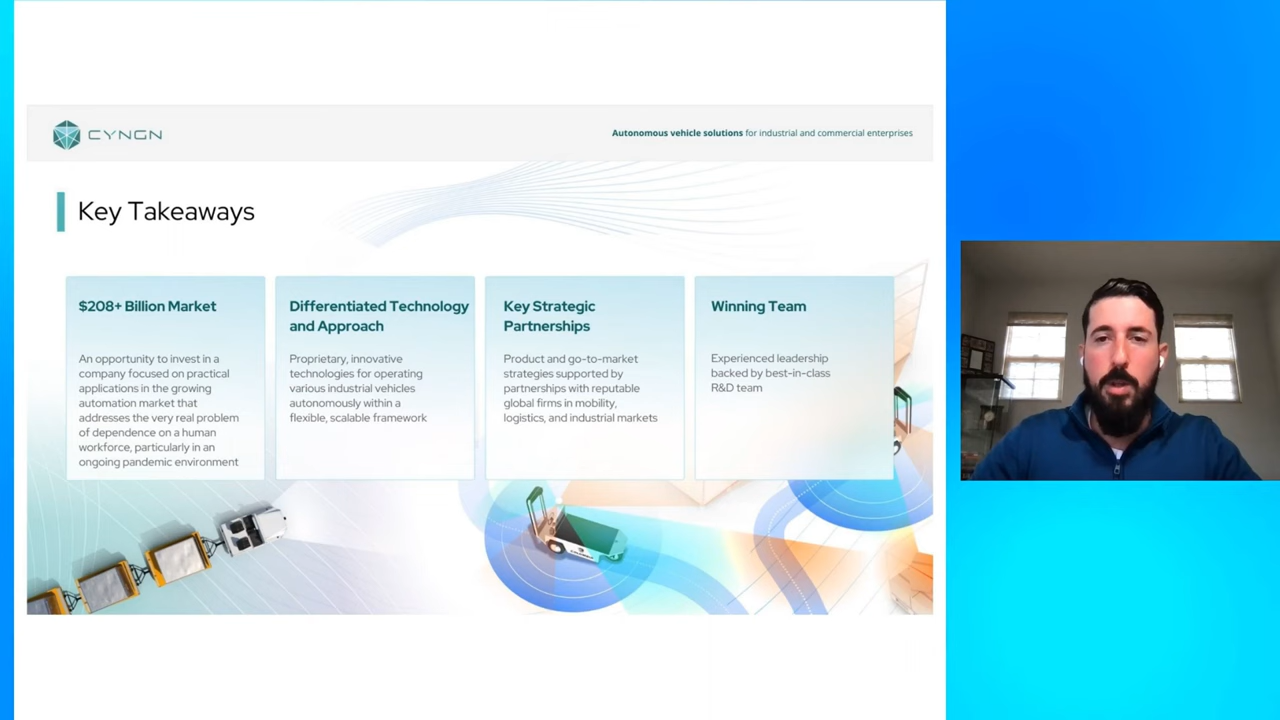 CYNGN
Autonomous vehicle solutions for industrial and commercial enterprises
Key Takeaways
$208+ Billion Market
An opportunity to invest in a
company focused on practical
applications in the growing
automation market that
addresses the very real problem
of dependence on a human
workforce, particularly in an
ongoing pandemic environment
Differentiated Technology
and Approach
Proprietary, innovative
technologies for operating
various industrial vehicles
autonomously within a
flexible, scalable framework
Key Strategic
Partnerships
Product and go-to-market
strategies supported by
partnerships with reputable
global firms in mobility,
logistics, and industrial markets
Winning Team
Experienced leadership
backed by best-in-class
R&D team